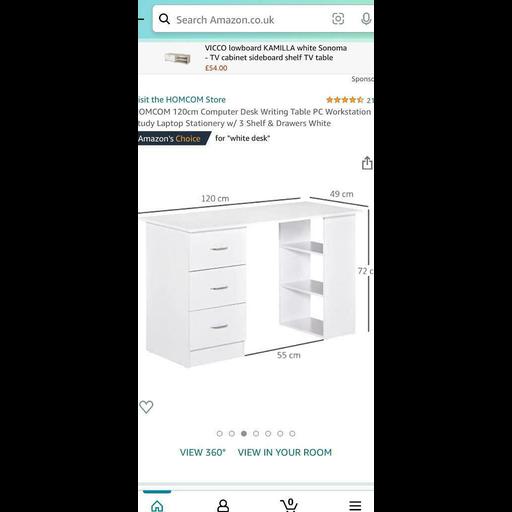 Search Amazon.co.uk
VICCO lowboard KAMILLA white Sonoma
- TV cabinet sideboard shelf TV table
£54.00
Sponso
isit the HOMCOM Store
21
OMCOM 120cm Computer Desk Writing Table PC Workstation
tudy Laptop Stationery w/ 3 Shelf & Drawers White
Amazon's Choice for "white desk"
120 cm
49 cm
72 c
55 cm
VIEW 360° VIEW IN YOUR ROOM
0